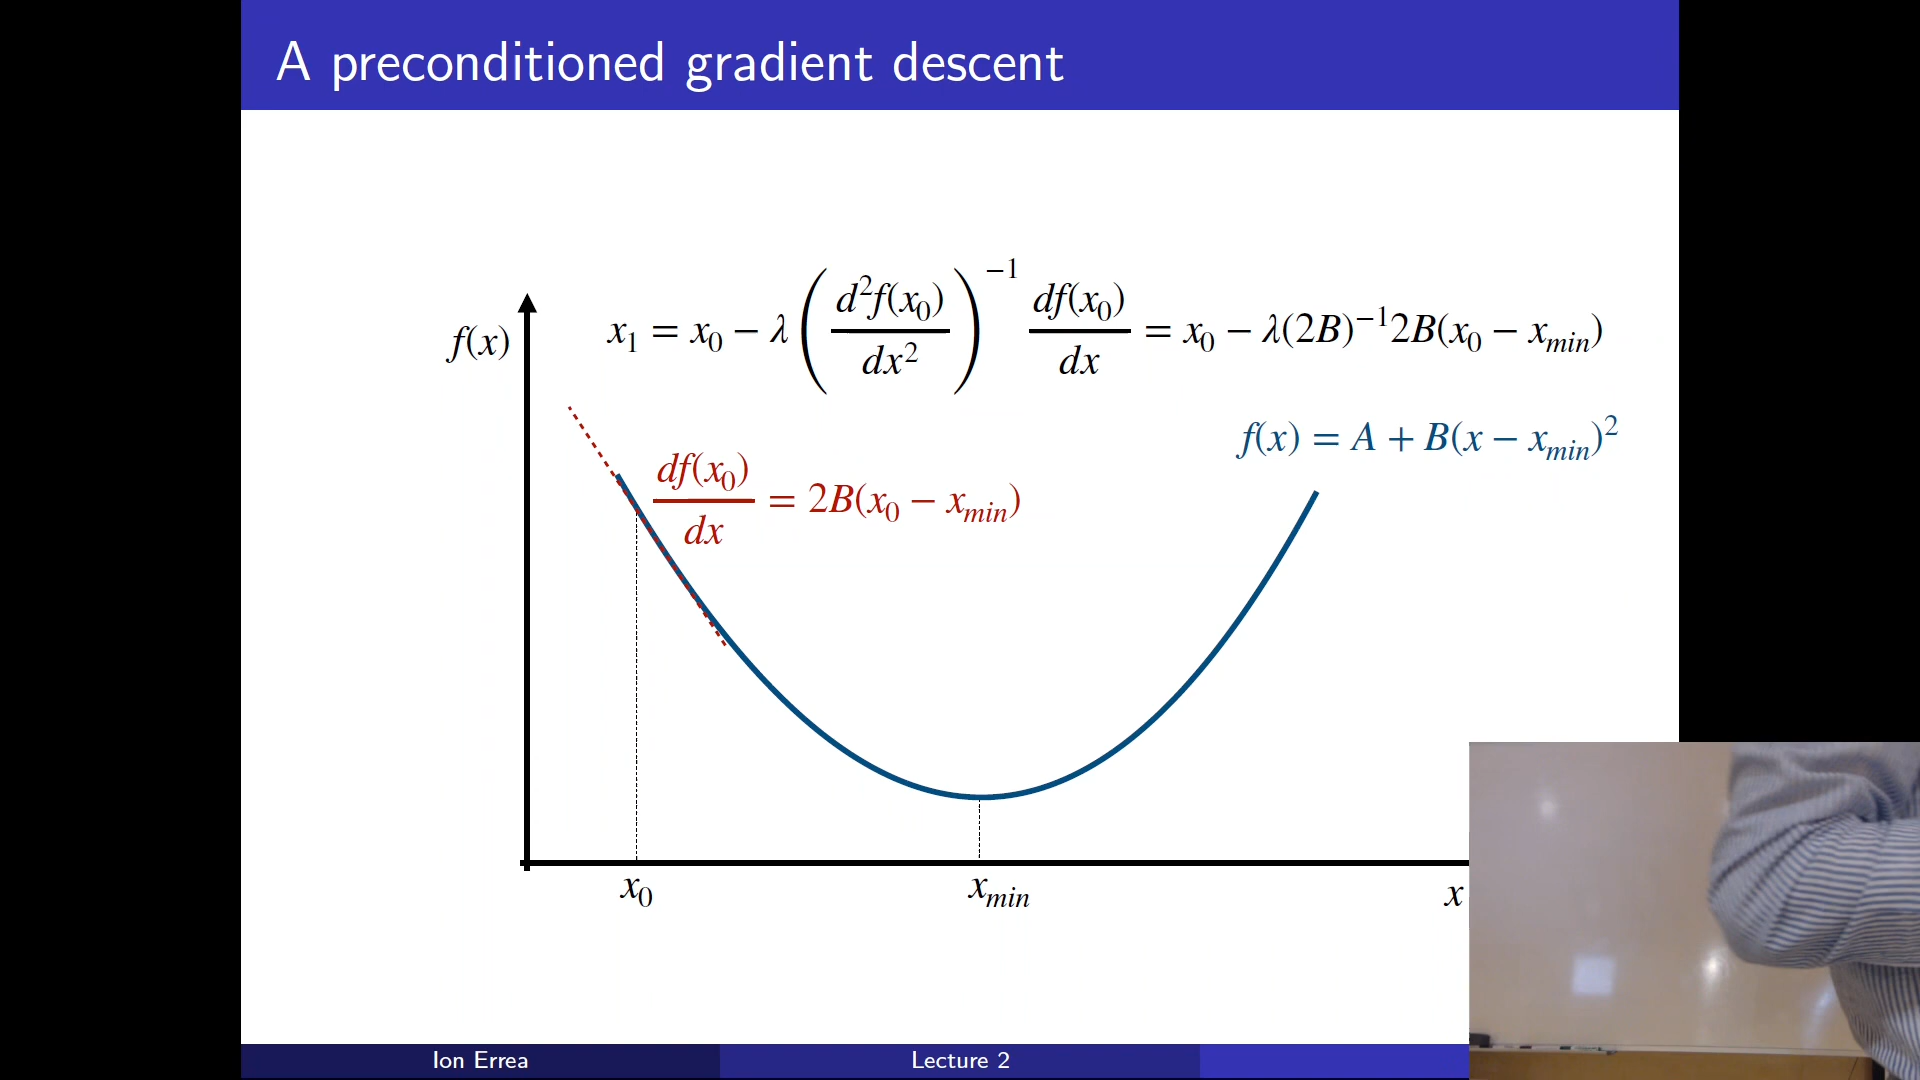 A preconditioned gradient descent
f(x)
x₁ = x₀ − λ (d²f(x₀)/dx²)⁻¹ df(x₀)/dx = x₀ − λ(2B)⁻¹2B(x₀ − x_min)
f(x) = A + B(x − x_min)²
df(x₀)/dx = 2B(x₀ − x_min)
x₀ x_min x
Ion Errea Lecture 2